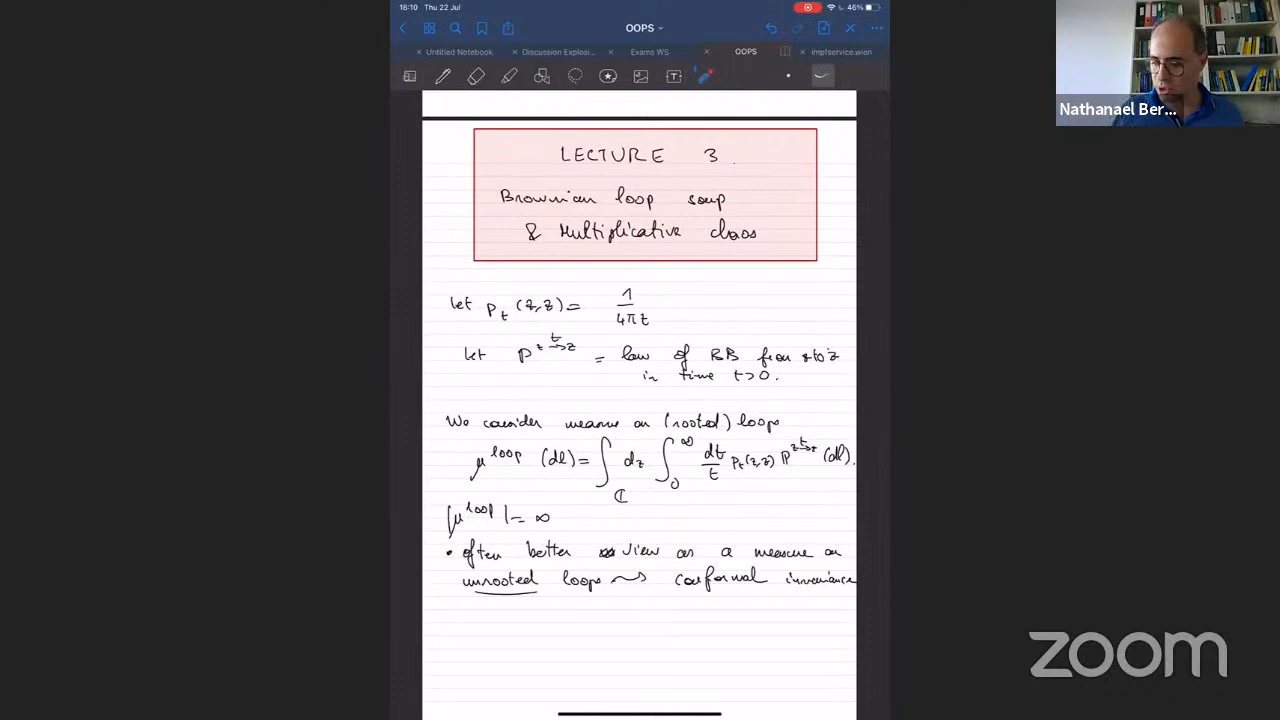 18:10 Thu 22 Jul
46%
OOPS
Untitled Notebook
Discussion Explosi...
Exams WS
OOPS
impfservice.wien
Nathanael Ber...
LECTURE 3.
Brownian loop soup
& Multiplicative chaos
Let p_t (z,z) = 1/4πt
Let P^{z→^t z} = law of BB from z to z
in time t>0.
We consider measure on (rooted) loops
μ^loop (dl) = ∫_ℂ dz ∫_0^∞ dt/t p_t(z,z) P^{z→^t z} (dl).
|μ^loop| = ∞
• often better view as a measure on
unrooted loops ⇝ conformal invariance
zoom